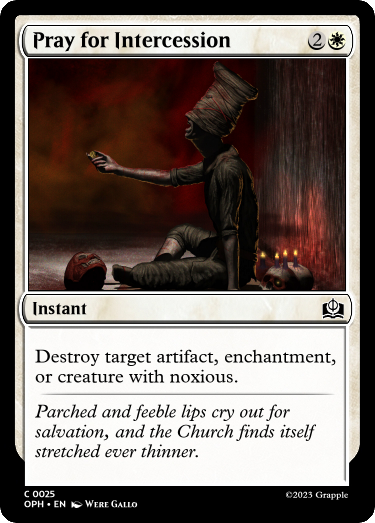 Pray for Intercession 2
Instant
Destroy target artifact, enchantment,
or creature with noxious.
Parched and feeble lips cry out for
salvation, and the Church finds itself
stretched ever thinner.
C 0025
OPH • EN Were Gallo
©2023 Grapple